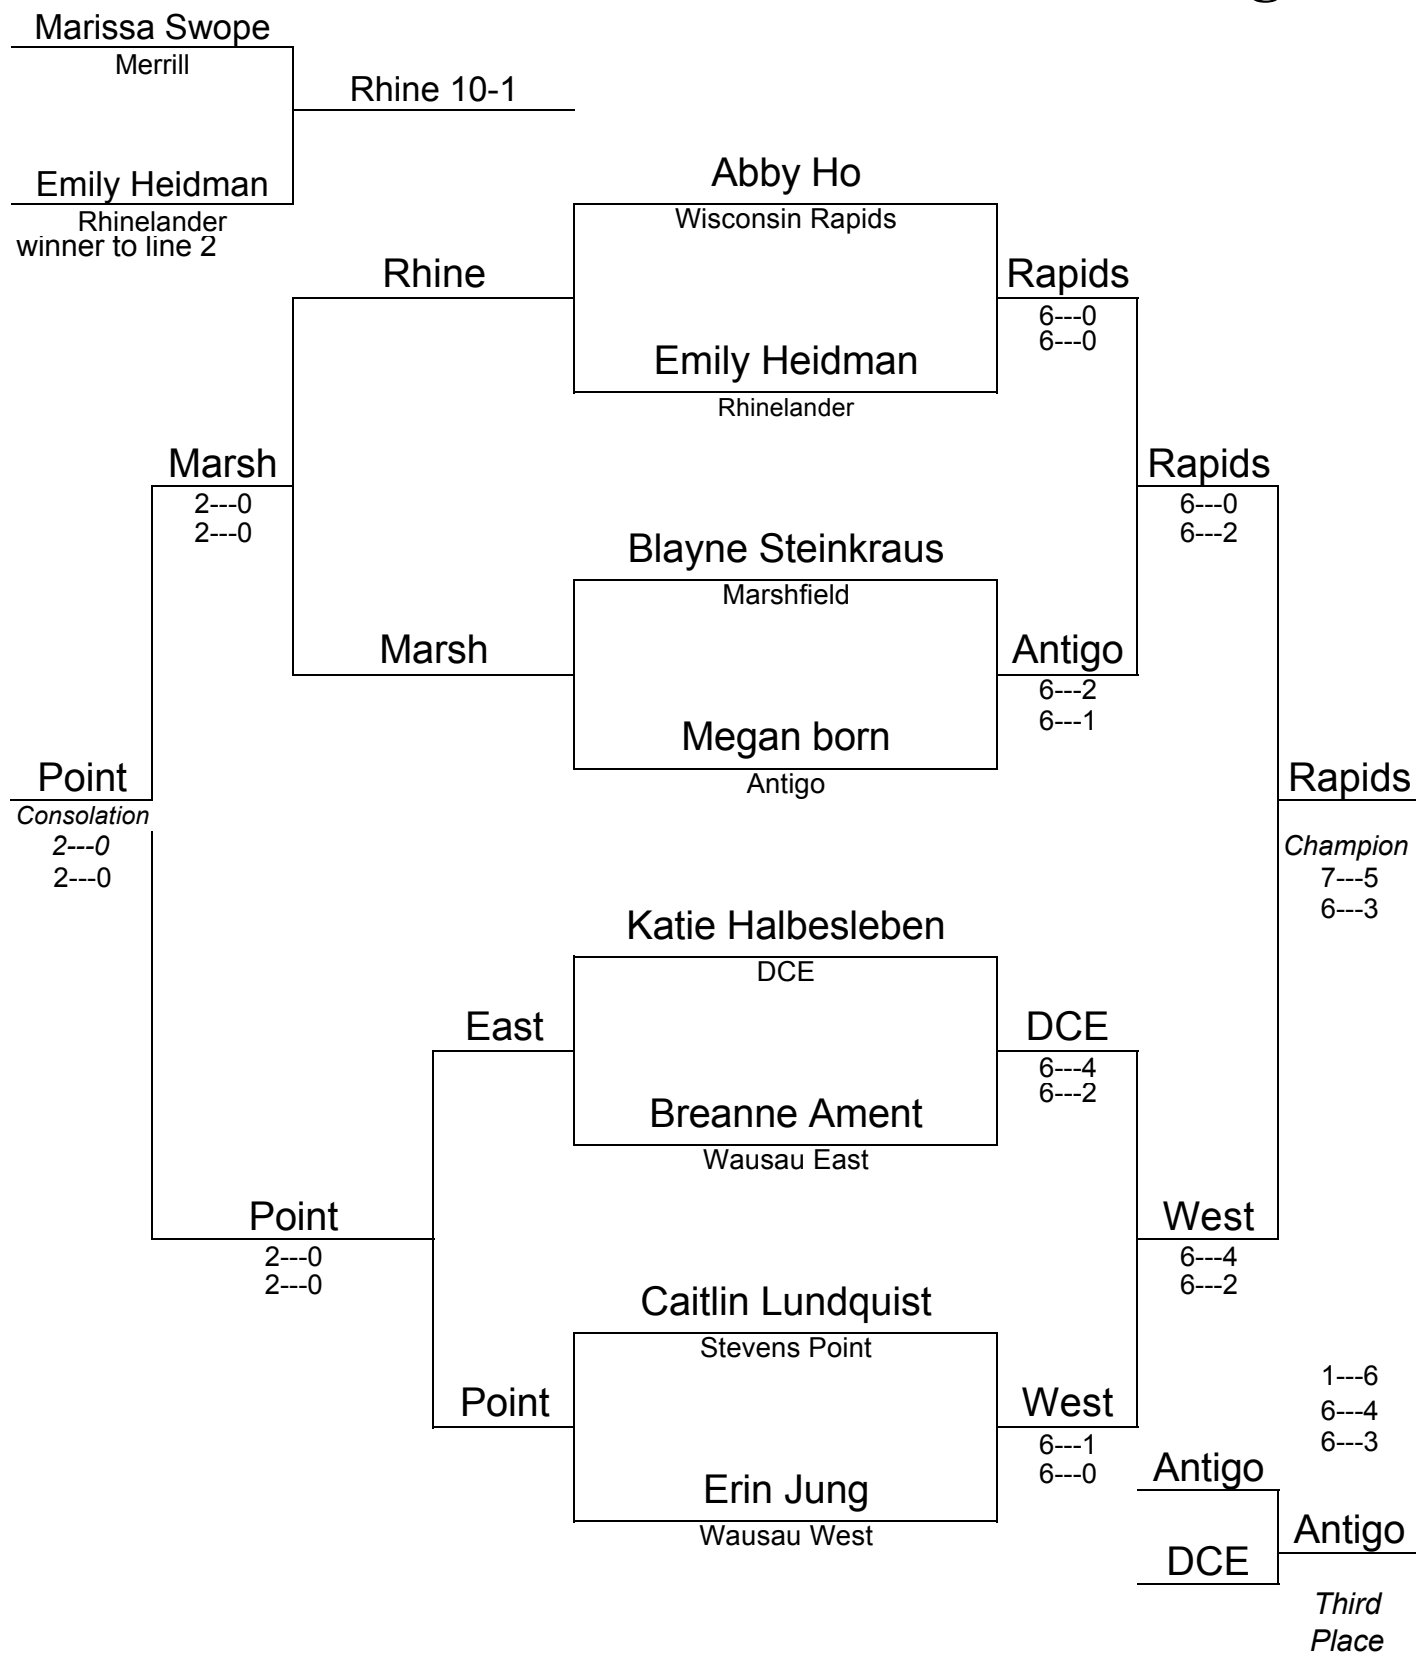 Marissa Swope
Merrill
Rhine 10-1
Emily Heidman
Rhinelander
winner to line 2
Abby Ho
Wisconsin Rapids
Rhine
Rapids
6---0
6---0
Emily Heidman
Rhinelander
Marsh
2---0
2---0
Rapids
6---0
6---2
Blayne Steinkraus
Marshfield
Marsh
Antigo
6---2
6---1
Megan born
Antigo
Point
Consolation
2---0
2---0
Rapids
Champion
7---5
6---3
Katie Halbesleben
DCE
East
DCE
6---4
6---2
Breanne Ament
Wausau East
Point
2---0
2---0
West
6---4
6---2
Caitlin Lundquist
Stevens Point
Point
West
6---1
6---0
Erin Jung
Wausau West
1---6
6---4
6---3
Antigo
DCE
Antigo
Third
Place